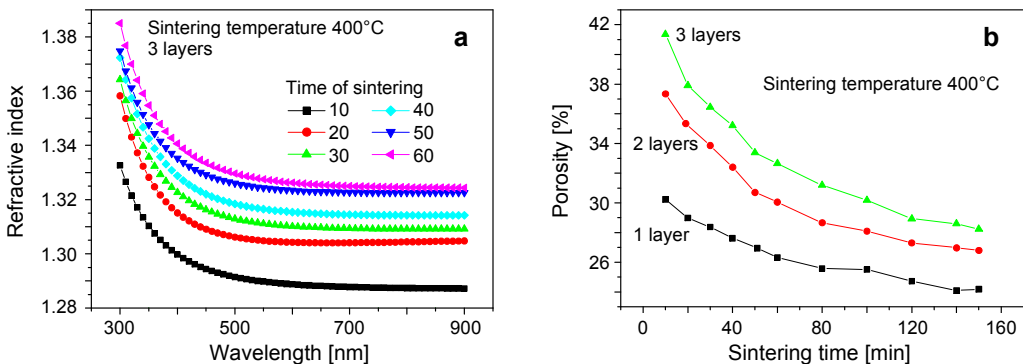 Sintering temperature 400°C
3 layers
a
Time of sintering
10
40
20
50
30
60
Refractive index
1.38
1.36
1.34
1.32
1.30
1.28
300
500
700
900
Wavelength [nm]
b
3 layers
Sintering temperature 400°C
2 layers
1 layer
Porosity [%]
42
38
34
30
26
0
40
80
120
160
Sintering time [min]